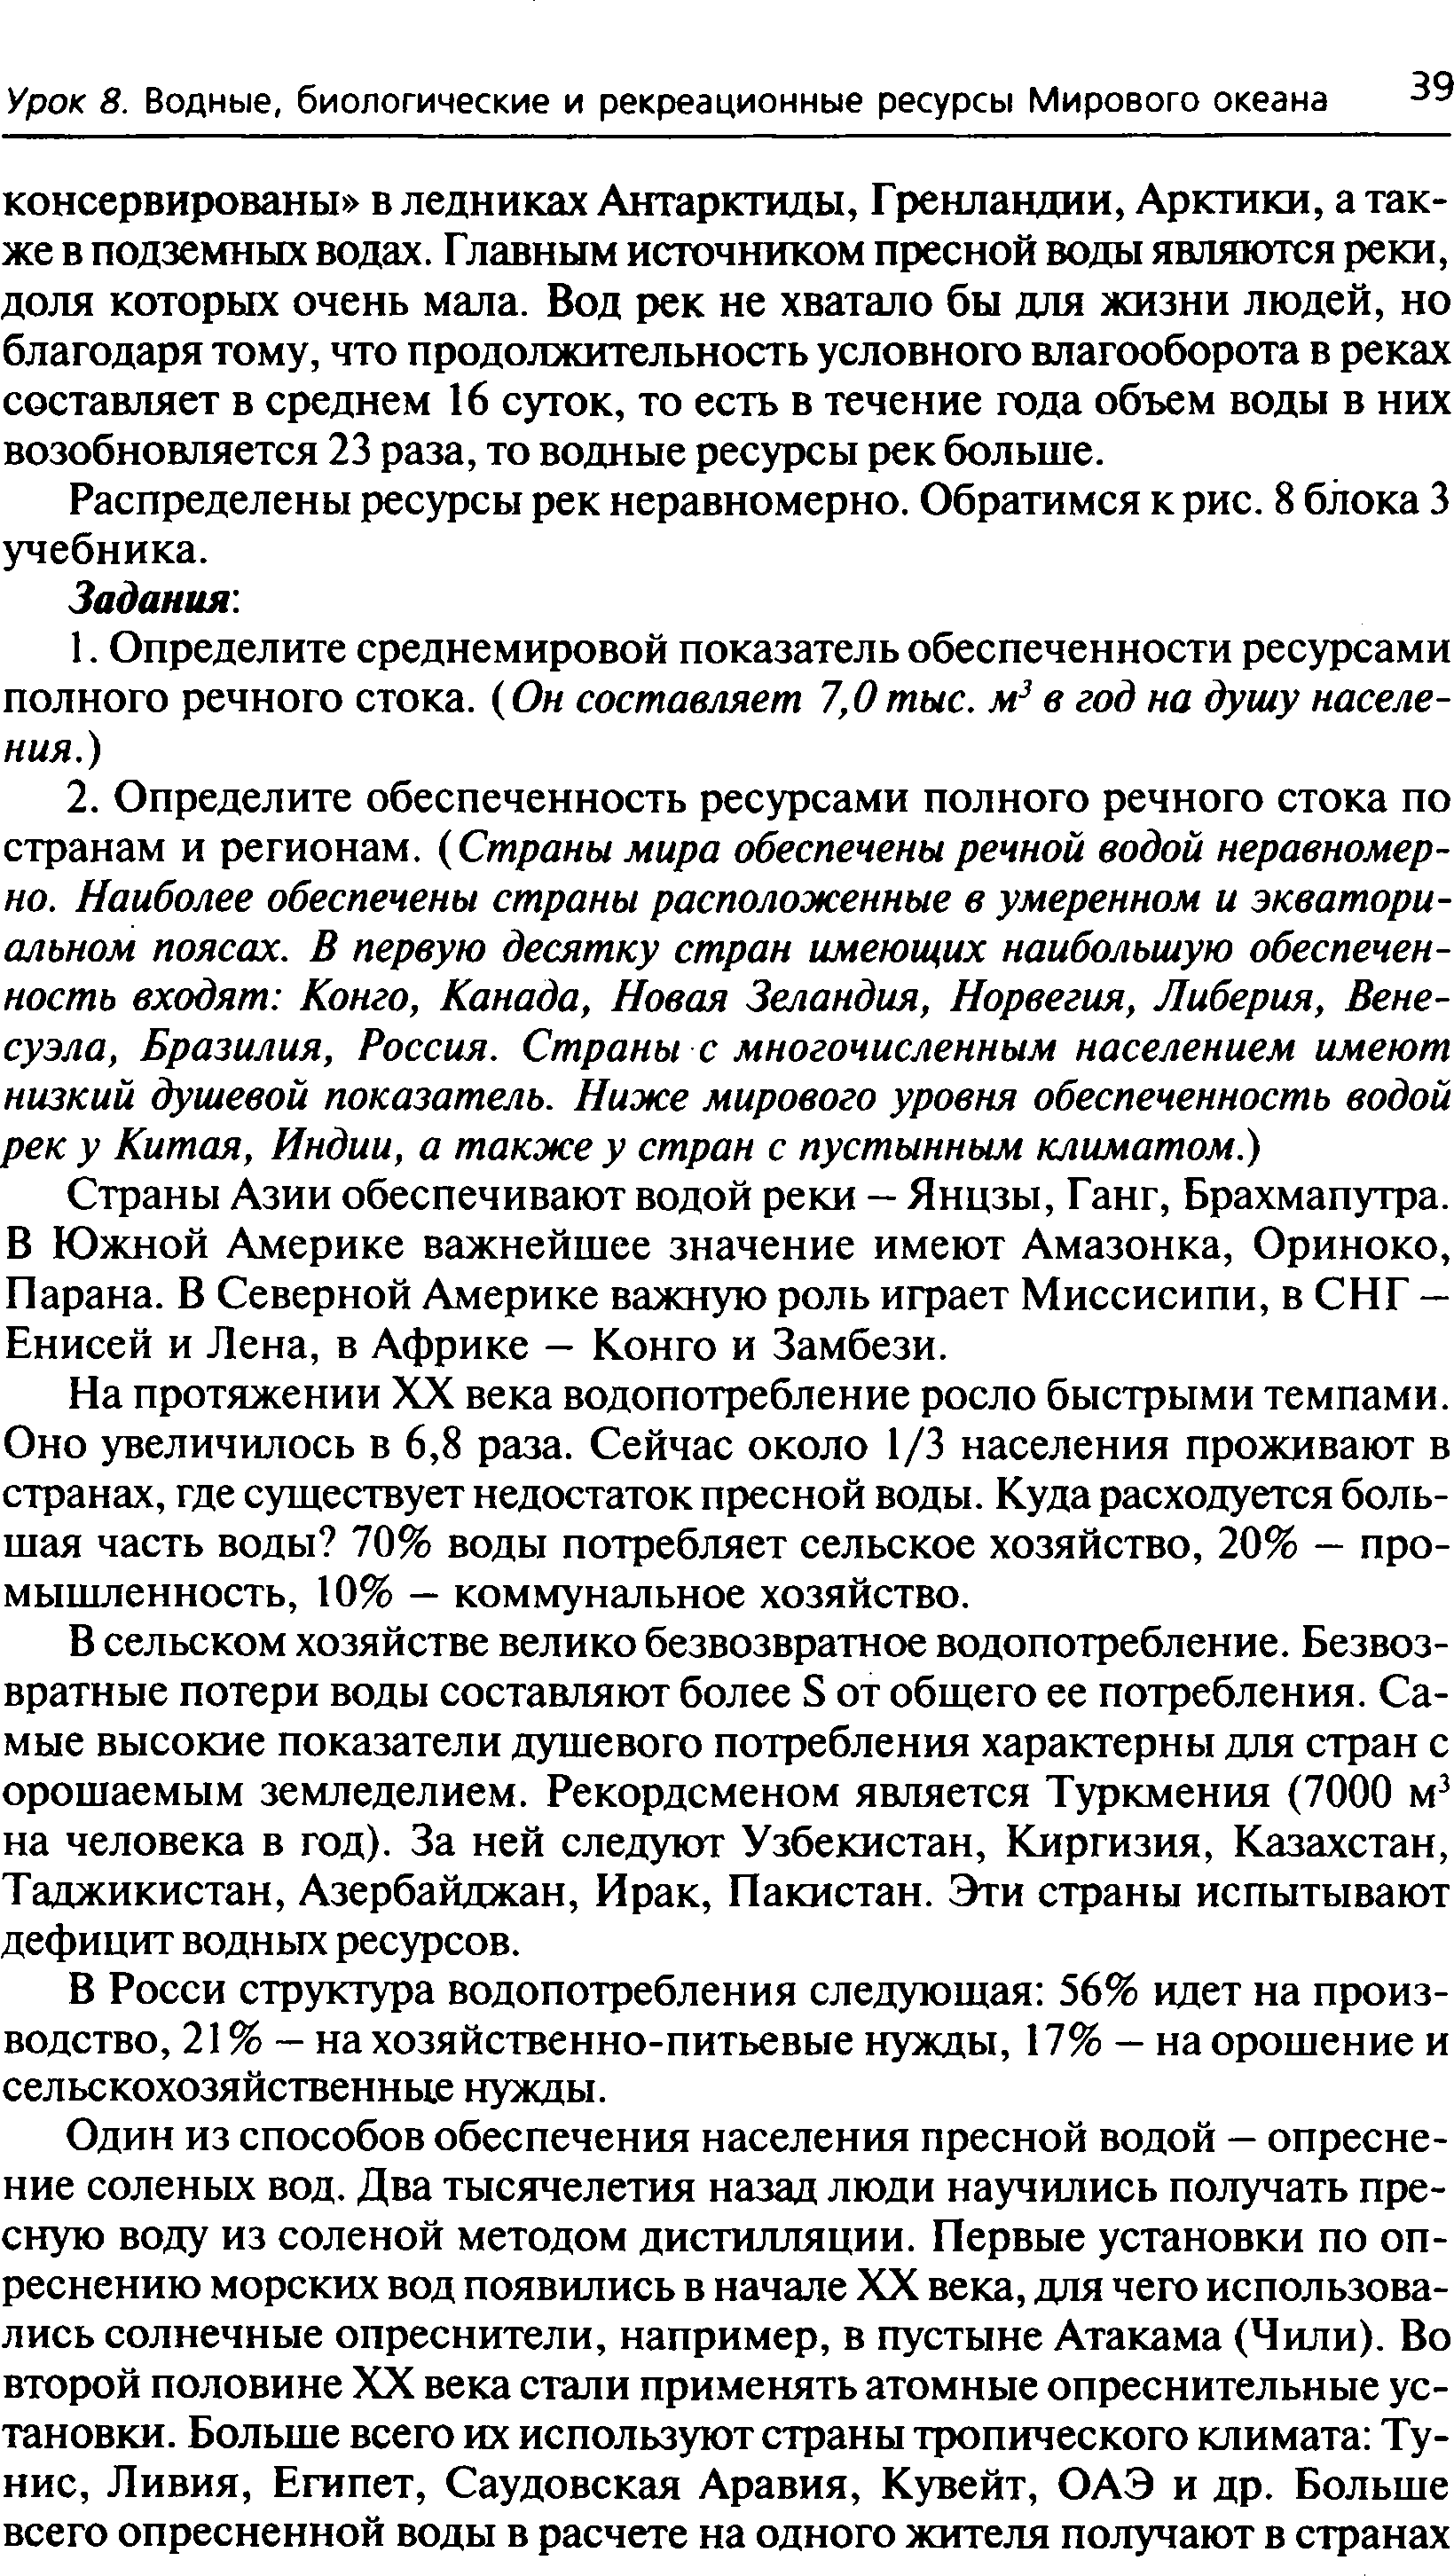 Урок 8. Водные, биологические и рекреационные ресурсы Мирового океана 39
консервированы» в ледниках Антарктиды, Гренландии, Арктики, а так-
же в подземных водах. Главным источником пресной воды являются реки,
доля которых очень мала. Вод рек не хватало бы для жизни людей, но
благодаря тому, что продолжительность условного влагооборота в реках
составляет в среднем 16 суток, то есть в течение года объем воды в них
возобновляется 23 раза, то водные ресурсы рек больше.
Распределены ресурсы рек неравномерно. Обратимся к рис. 8 блока 3
учебника.
Задания:
1. Определите среднемировой показатель обеспеченности ресурсами
полного речного стока. (Он составляет 7,0 тыс. м³ в год на душу населе-
ния.)
2. Определите обеспеченность ресурсами полного речного стока по
странам и регионам. (Страны мира обеспечены речной водой неравномер-
но. Наиболее обеспечены страны расположенные в умеренном и экватори-
альном поясах. В первую десятку стран имеющих наибольшую обеспечен-
ность входят: Конго, Канада, Новая Зеландия, Норвегия, Либерия, Вене-
суэла, Бразилия, Россия. Страны с многочисленным населением имеют
низкий душевой показатель. Ниже мирового уровня обеспеченность водой
рек у Китая, Индии, а также у стран с пустынным климатом.)
Страны Азии обеспечивают водой реки – Янцзы, Ганг, Брахмапутра.
В Южной Америке важнейшее значение имеют Амазонка, Ориноко,
Парана. В Северной Америке важную роль играет Миссисипи, в СНГ –
Енисей и Лена, в Африке – Конго и Замбези.
На протяжении XX века водопотребление росло быстрыми темпами.
Оно увеличилось в 6,8 раза. Сейчас около 1/3 населения проживают в
странах, где существует недостаток пресной воды. Куда расходуется боль-
шая часть воды? 70% воды потребляет сельское хозяйство, 20% – про-
мышленность, 10% – коммунальное хозяйство.
В сельском хозяйстве велико безвозвратное водопотребление. Безвоз-
вратные потери воды составляют более S от общего ее потребления. Са-
мые высокие показатели душевого потребления характерны для стран с
орошаемым земледелием. Рекордсменом является Туркмения (7000 м³
на человека в год). За ней следуют Узбекистан, Киргизия, Казахстан,
Таджикистан, Азербайджан, Ирак, Пакистан. Эти страны испытывают
дефицит водных ресурсов.
В Росси структура водопотребления следующая: 56% идет на произ-
водство, 21% – на хозяйственно-питьевые нужды, 17% – на орошение и
сельскохозяйственные нужды.
Один из способов обеспечения населения пресной водой – опресне-
ние соленых вод. Два тысячелетия назад люди научились получать пре-
сную воду из соленой методом дистилляции. Первые установки по оп-
реснению морских вод появились в начале XX века, для чего использова-
лись солнечные опреснители, например, в пустыне Атакама (Чили). Во
второй половине XX века стали применять атомные опреснительные ус-
тановки. Больше всего их используют страны тропического климата: Ту-
нис, Ливия, Египет, Саудовская Аравия, Кувейт, ОАЭ и др. Больше
всего опресненной воды в расчете на одного жителя получают в странах